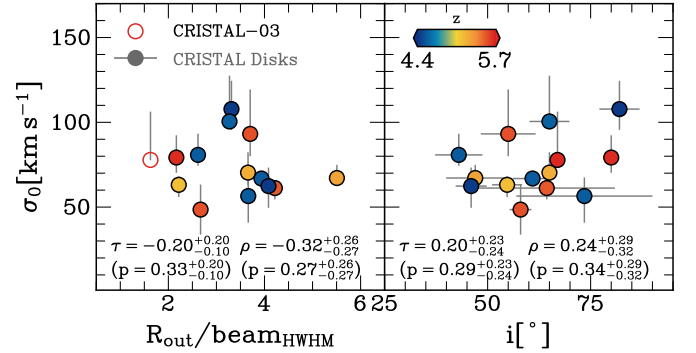 150
100
50
σ₀[km s⁻¹]
CRISTAL-03
CRISTAL Disks
τ = −0.20 +0.20 −0.10 ρ = −0.32 +0.26 −0.27
(p = 0.33 +0.20 −0.10) (p = 0.27 +0.26 −0.27)
2 4 6
R_out/beam_HWHM
z
4.4 5.7
τ = 0.20 +0.23 −0.24 ρ = 0.24 +0.29 −0.32
(p = 0.29 +0.23 −0.24) (p = 0.34 +0.29 −0.32)
25 50 75
i[°]